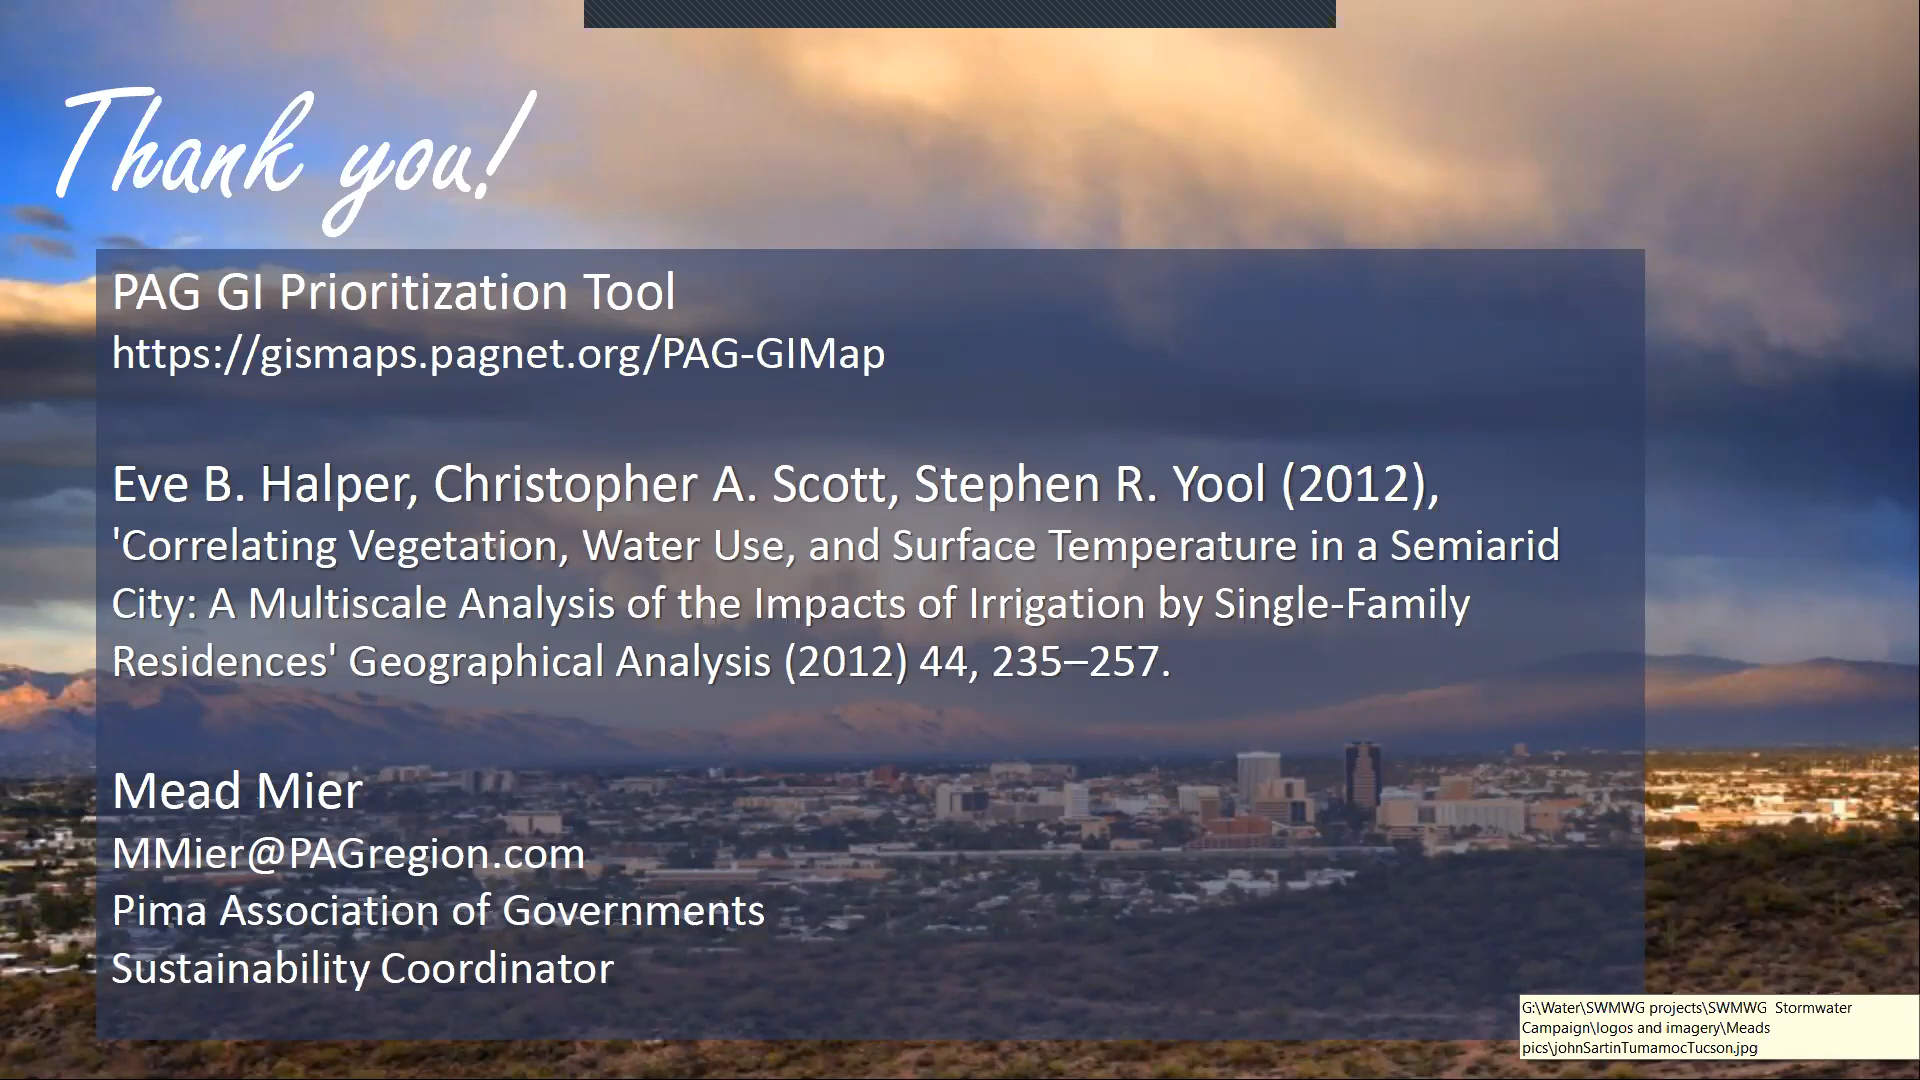 Thank you!
PAG GI Prioritization Tool
https://gismaps.pagnet.org/PAG-GIMap
Eve B. Halper, Christopher A. Scott, Stephen R. Yool (2012),
'Correlating Vegetation, Water Use, and Surface Temperature in a Semiarid
City: A Multiscale Analysis of the Impacts of Irrigation by Single-Family
Residences' Geographical Analysis (2012) 44, 235–257.
Mead Mier
MMier@PAGregion.com
Pima Association of Governments
Sustainability Coordinator
G:\Water\SWMWG projects\SWMWG  Stormwater
Campaign\logos and imagery\Meads
pics\johnSartinTumamocTucson.jpg